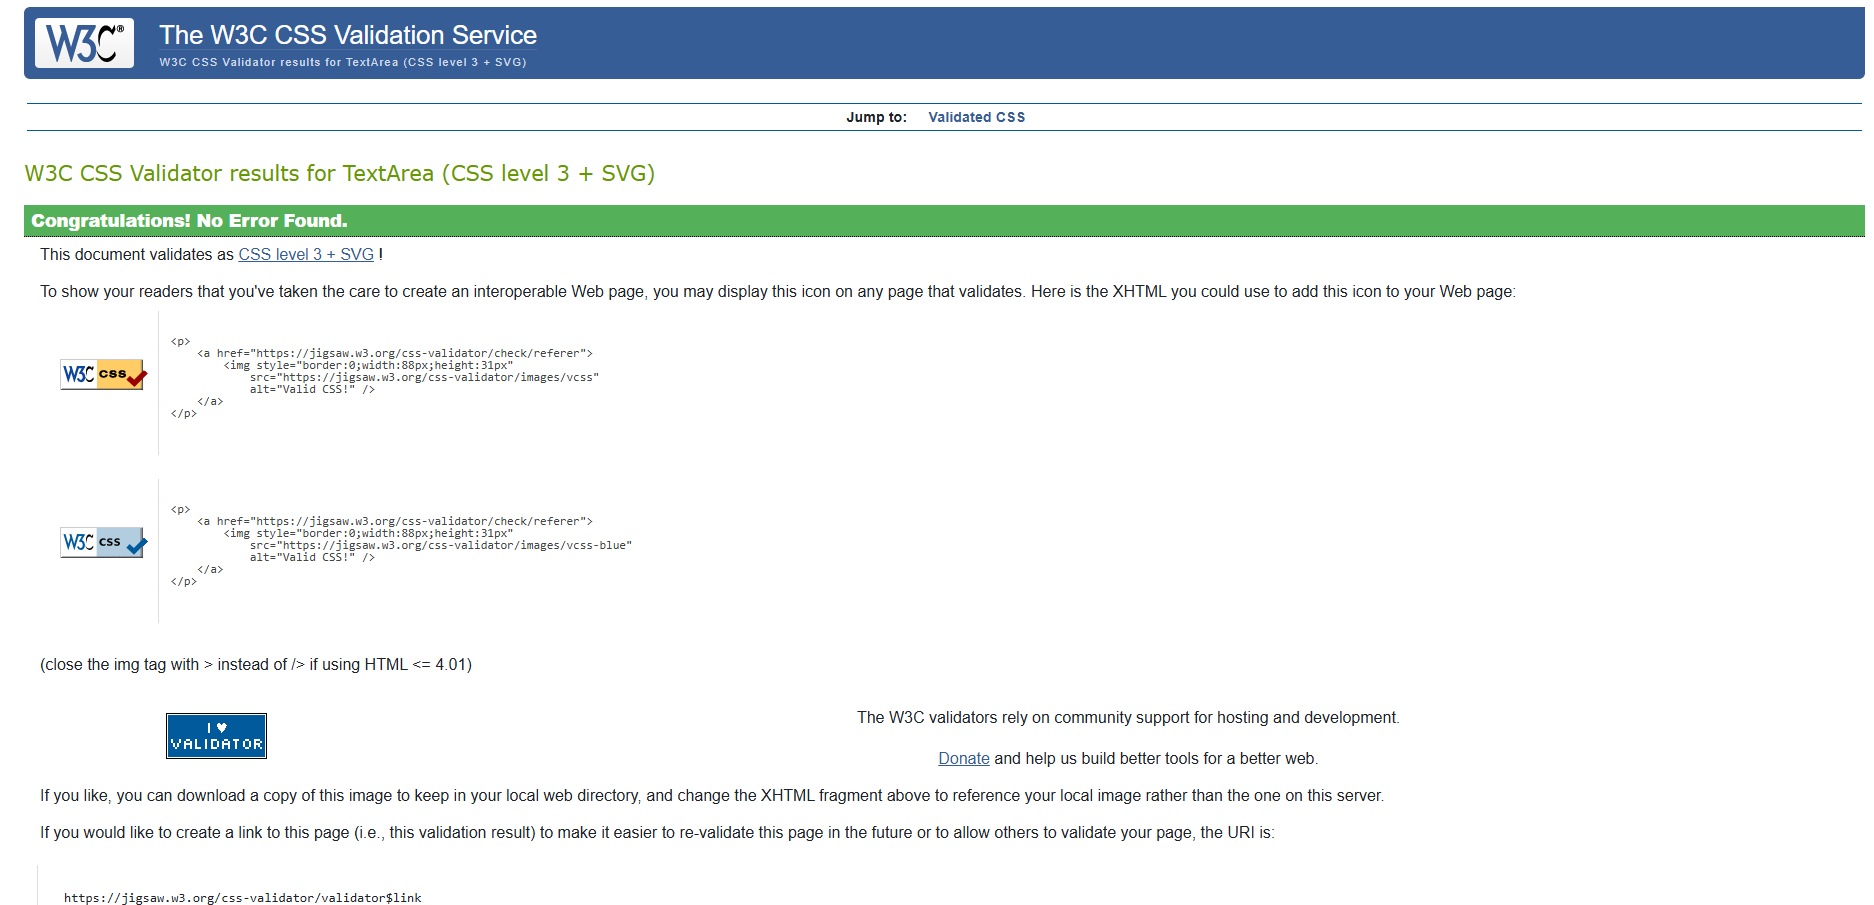 W3C®
The W3C CSS Validation Service
W3C CSS Validator results for TextArea (CSS level 3 + SVG)
Jump to: Validated CSS
W3C CSS Validator results for TextArea (CSS level 3 + SVG)
Congratulations! No Error Found.
This document validates as CSS level 3 + SVG !
To show your readers that you've taken the care to create an interoperable Web page, you may display this icon on any page that validates. Here is the XHTML you could use to add this icon to your Web page:
W3C css
<p>
    <a href="https://jigsaw.w3.org/css-validator/check/referer">
        <img style="border:0;width:88px;height:31px"
            src="https://jigsaw.w3.org/css-validator/images/vcss"
            alt="Valid CSS!" />
    </a>
</p>
W3C css
<p>
    <a href="https://jigsaw.w3.org/css-validator/check/referer">
        <img style="border:0;width:88px;height:31px"
            src="https://jigsaw.w3.org/css-validator/images/vcss-blue"
            alt="Valid CSS!" />
    </a>
</p>
(close the img tag with > instead of /> if using HTML <= 4.01)
I ♥
VALIDATOR
The W3C validators rely on community support for hosting and development.
Donate and help us build better tools for a better web.
If you like, you can download a copy of this image to keep in your local web directory, and change the XHTML fragment above to reference your local image rather than the one on this server.
If you would like to create a link to this page (i.e., this validation result) to make it easier to re-validate this page in the future or to allow others to validate your page, the URI is:
https://jigsaw.w3.org/css-validator/validator$link